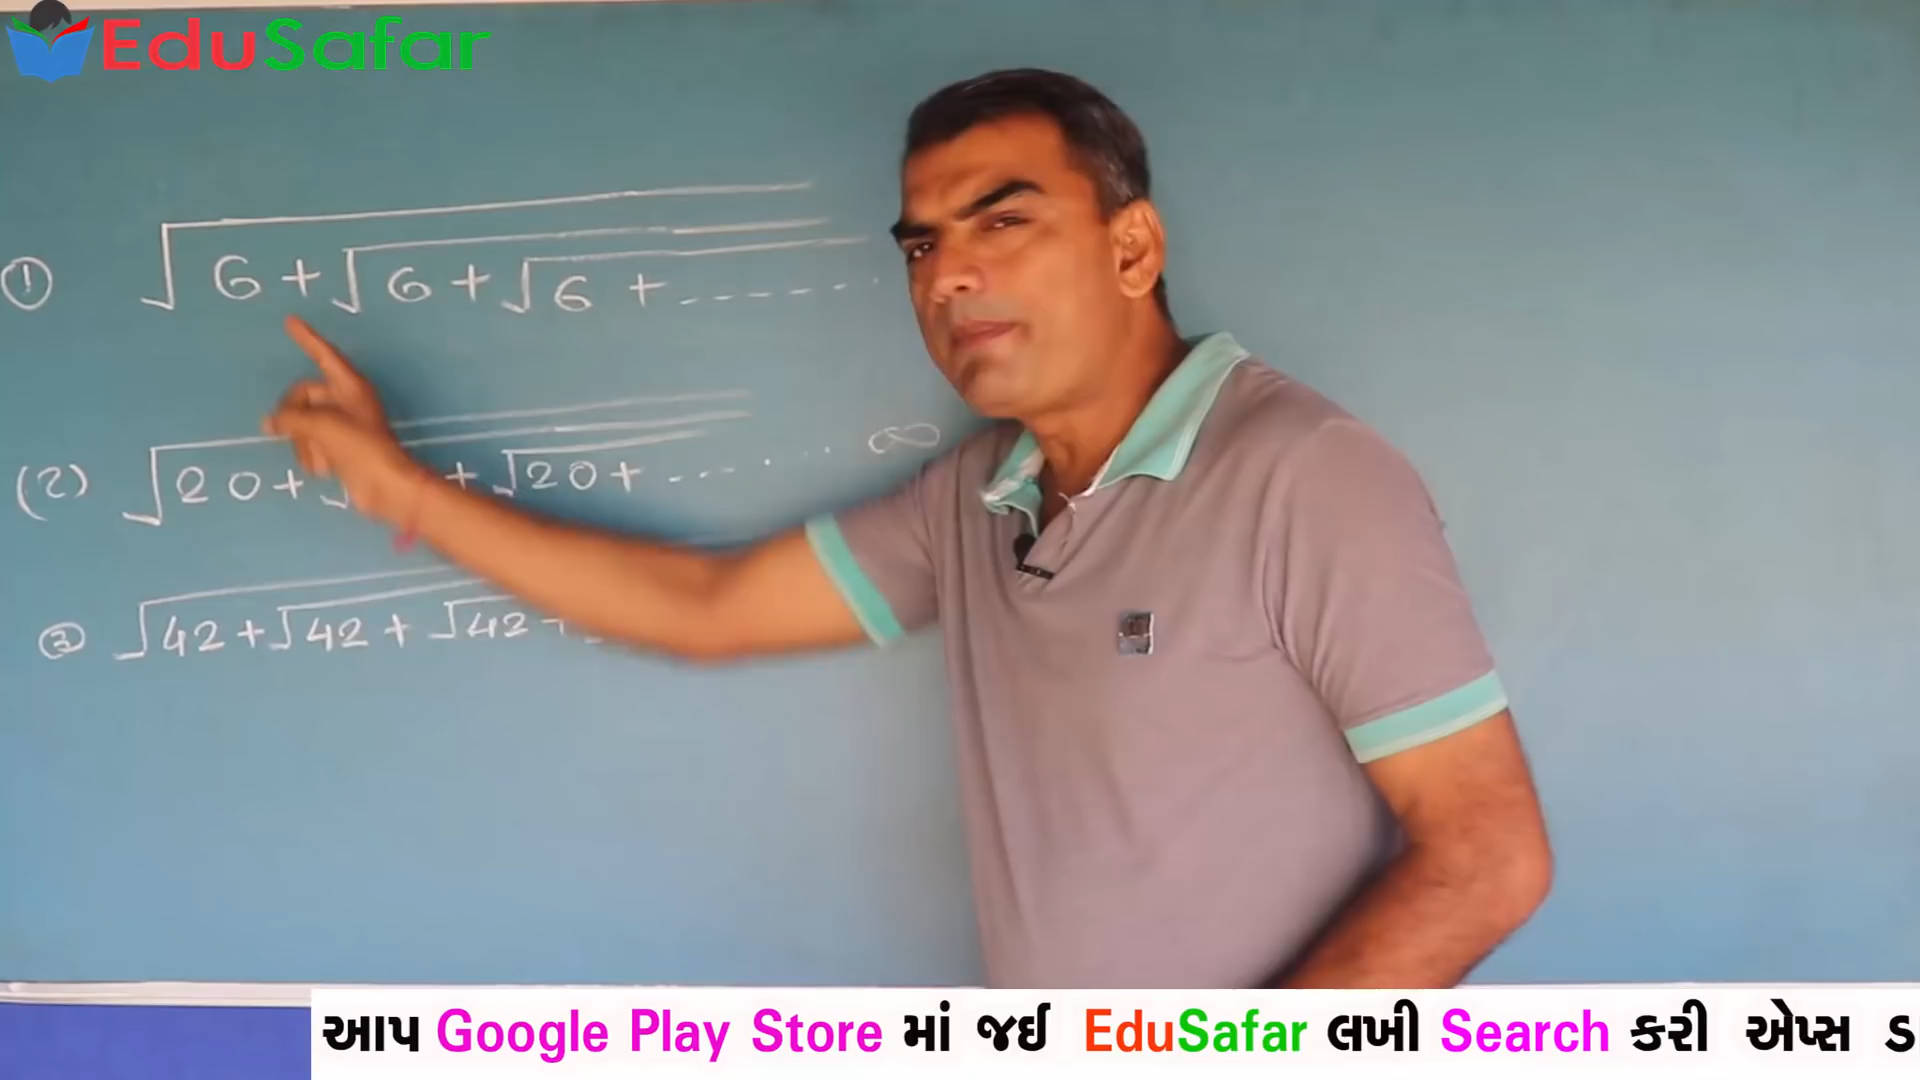 EduSafar
① √6+√6+√6+------.
(2) √20+√ +√20+ ........ ∞
③ √42+√42+√42+
આપ Google Play Store માં જઈ EduSafar લખી Search કરી એપ્સ